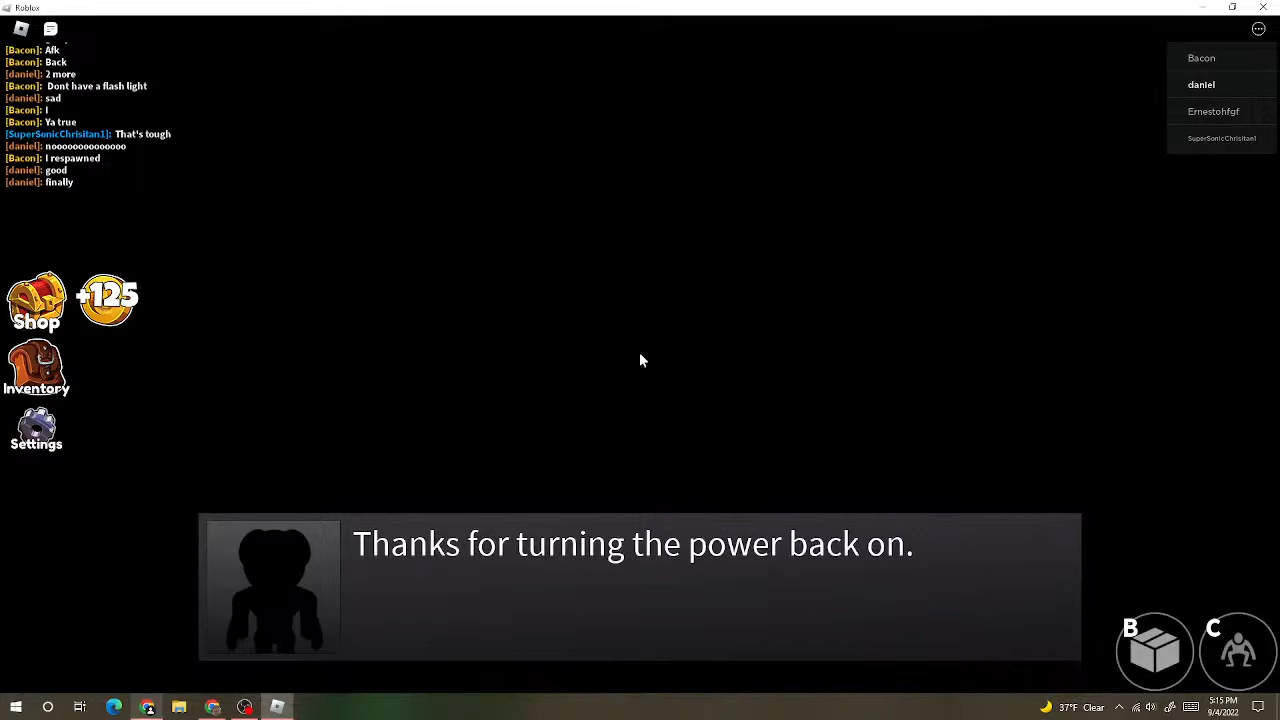 Roblox
[Bacon]: Afk
[Bacon]: Back
[daniel]: 2 more
[Bacon]: Dont have a flash light
[daniel]: sad
[Bacon]: I
[Bacon]: Ya true
[SuperSonicChrisitan1]: That's tough
[daniel]: noooooooooooooo
[Bacon]: I respawned
[daniel]: good
[daniel]: finally
Bacon
daniel
Ernestohfgf
SuperSonicChrisitan1
+125
Shop
Inventory
Settings
Thanks for turning the power back on.
B
C
37°F Clear
5:15 PM
9/4/2022